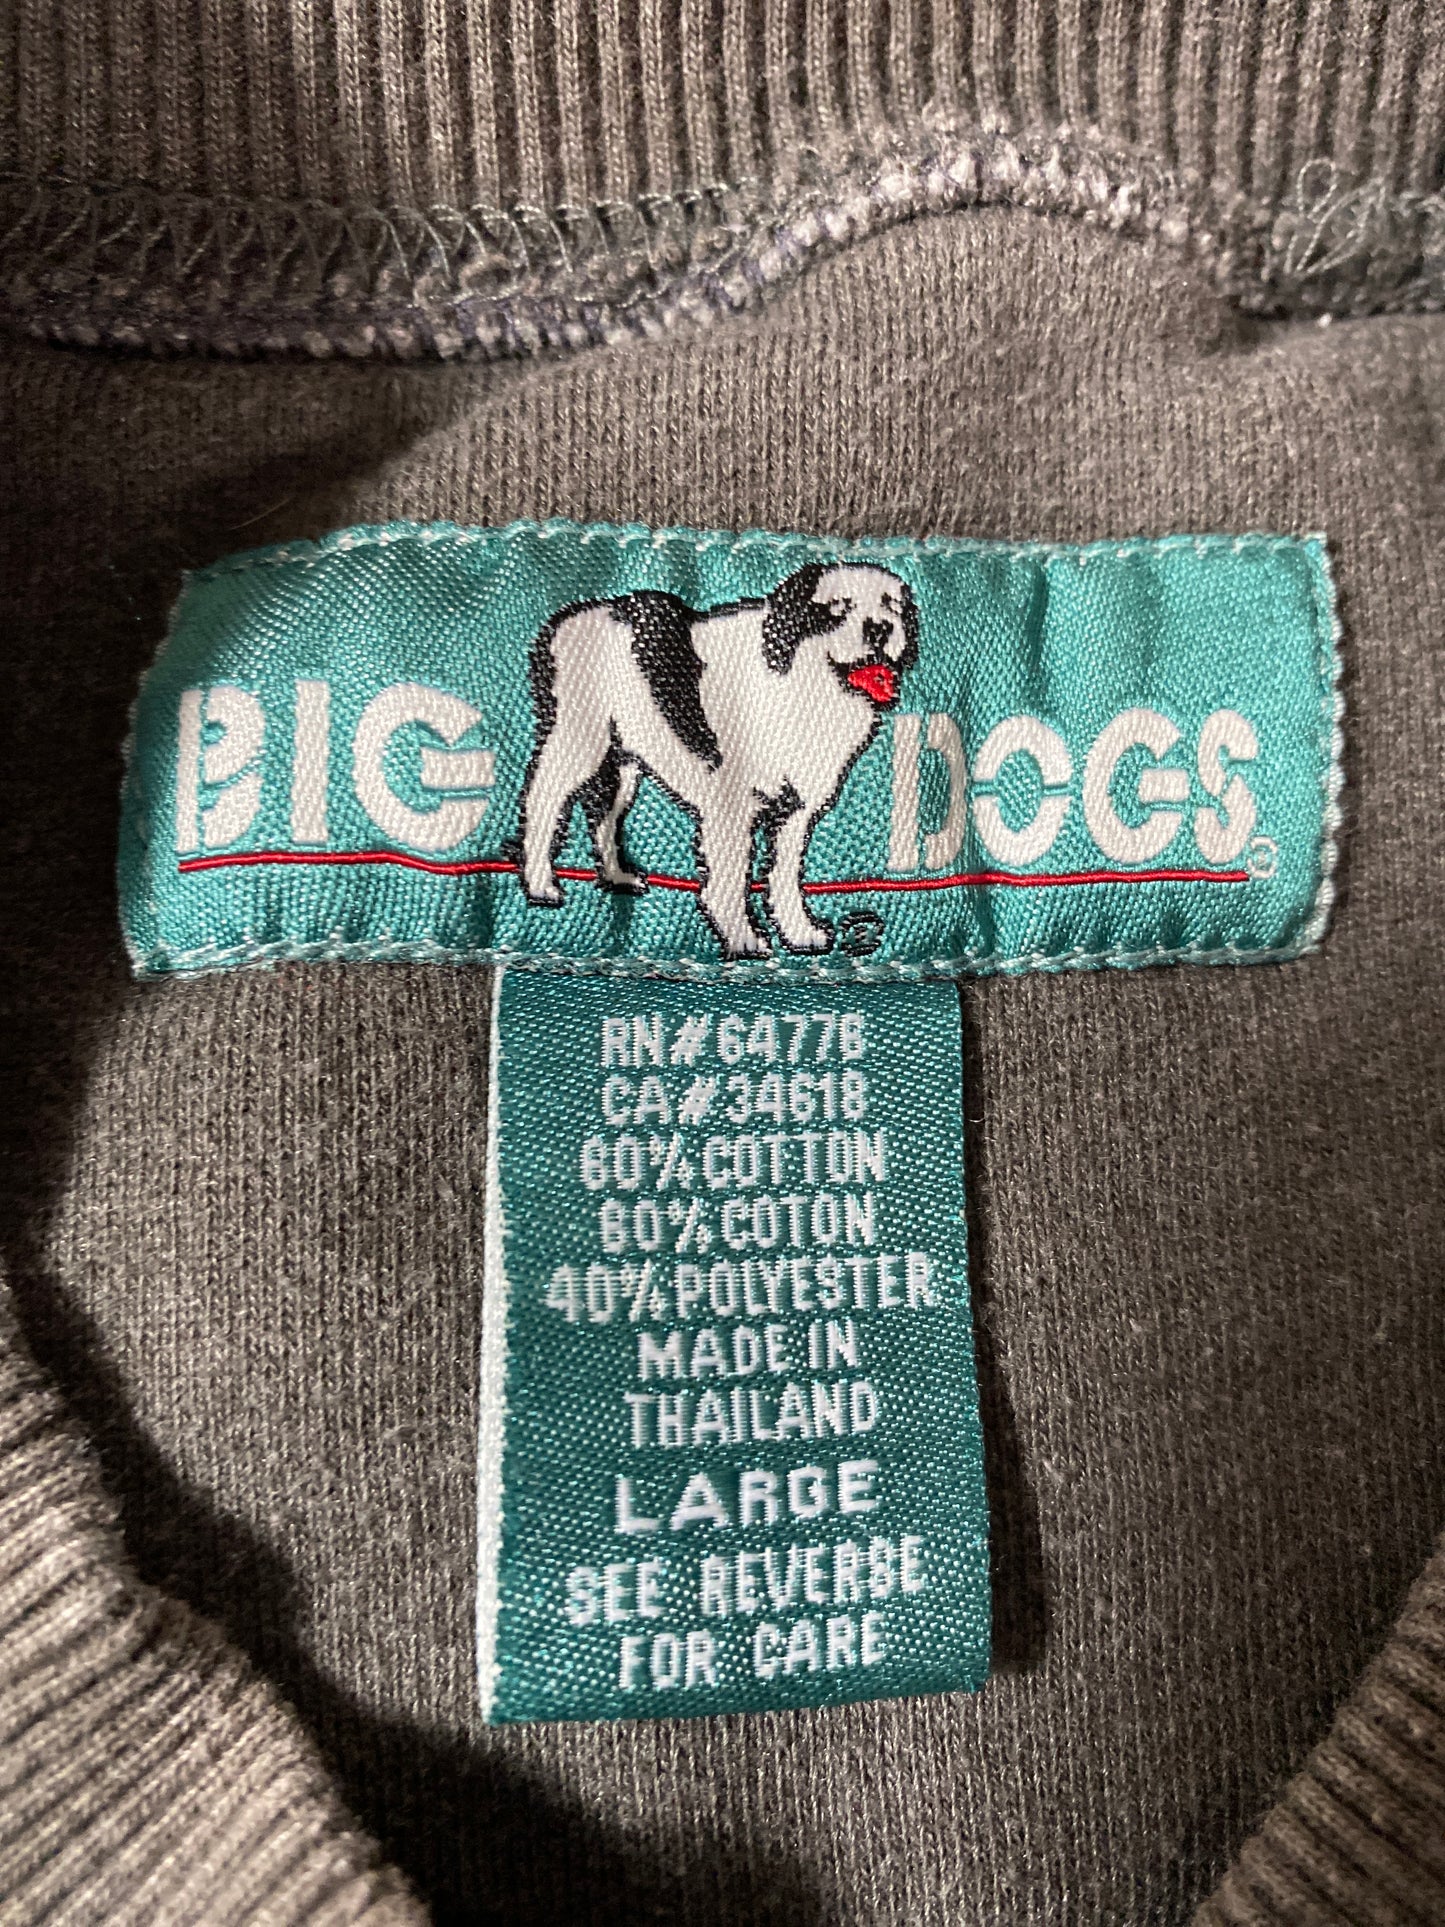 BIG DOGS®
®
RN#64776
CA#34618
60% COTTON
60% COTON
40% POLYESTER
MADE IN
THAILAND
LARGE
SEE REVERSE
FOR CARE